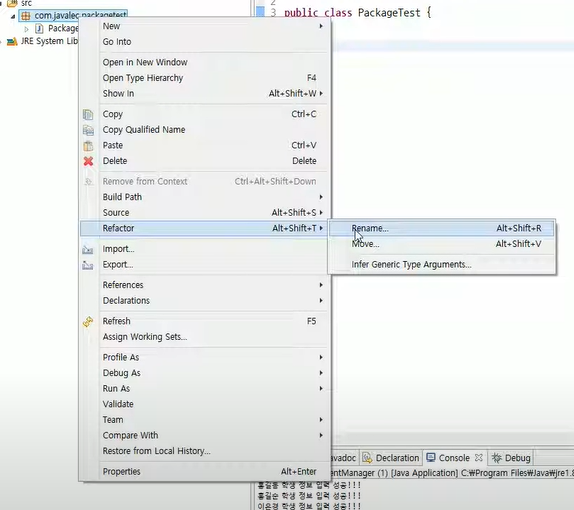 src
com.javalec.packagetest
Package
JRE System Lib
2
3 public class PackageTest {
New
Go Into
Open in New Window
Open Type Hierarchy F4
Show In Alt+Shift+W
Copy Ctrl+C
Copy Qualified Name
Paste Ctrl+V
Delete Delete
Remove from Context Ctrl+Alt+Shift+Down
Build Path
Source Alt+Shift+S
Refactor Alt+Shift+T
Rename... Alt+Shift+R
Move... Alt+Shift+V
Infer Generic Type Arguments...
Import...
Export...
References
Declarations
Refresh F5
Assign Working Sets...
Profile As
Debug As
Run As
Validate
Team
Compare With
Restore from Local History...
Properties Alt+Enter
avadoc Declaration Console Debug
entManager (1) [Java Application] C:₩Program Files₩Java₩jre1.8
홍길동 학생 정보 입력 성공!!!
홍길순 학생 정보 입력 성공!!!
학생 정보 입력 성공!!!